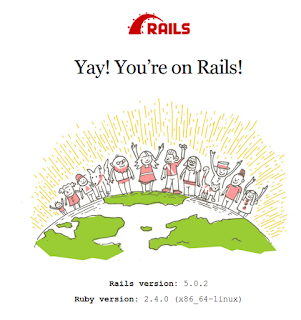 RAILS
Yay! You're on Rails!
Rails version: 5.0.2
Ruby version: 2.4.0 (x86_64-linux)